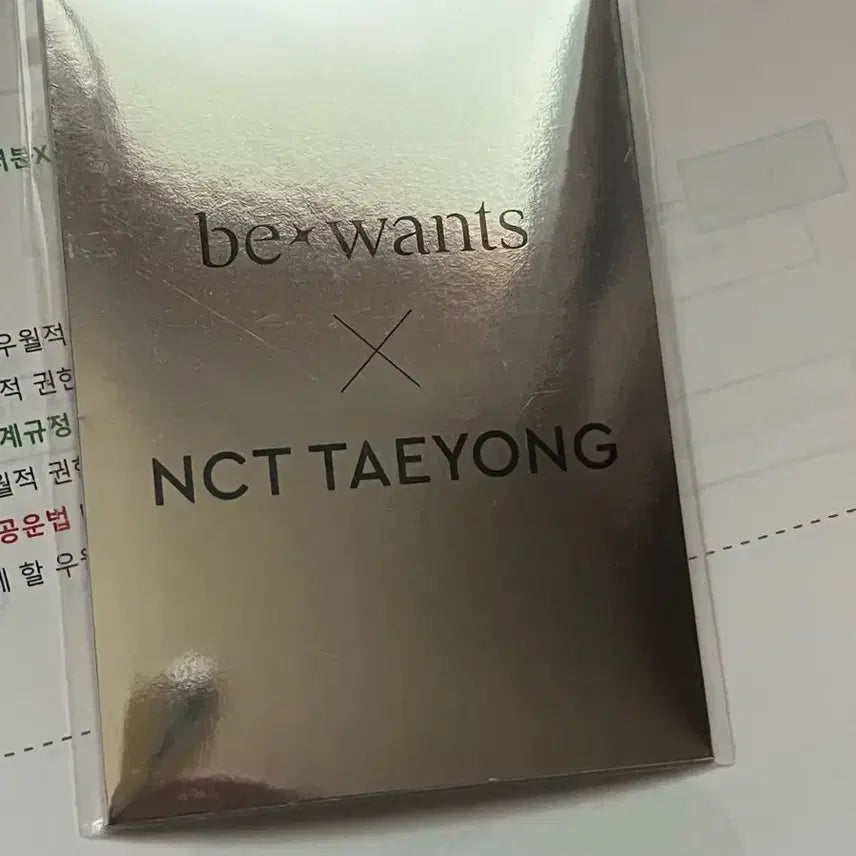 be✦wants
X
NCT TAEYONG
우월적
적 권한
계규정
월적 권한
공운법
할 우월